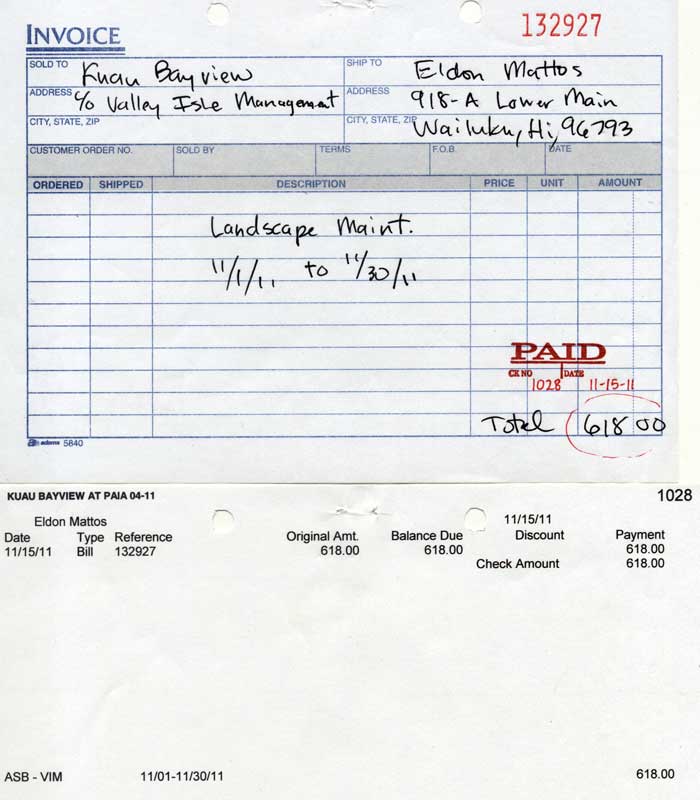 INVOICE
132927
SOLD TO Kuau Bayview SHIP TO Eldon Mattos
ADDRESS c/o Valley Isle Management ADDRESS 918-A Lower Main
CITY, STATE, ZIP CITY, STATE, ZIP Wailuku, Hi, 96793
CUSTOMER ORDER NO. SOLD BY TERMS F.O.B. DATE
ORDERED SHIPPED DESCRIPTION PRICE UNIT AMOUNT
Landscape Maint.
11/1/11 to 11/30/11
PAID
CK NO DATE
1028 11-15-11
Total 618 00
adams 5840
KUAU BAYVIEW AT PAIA 04-11 1028
Eldon Mattos 11/15/11
Date Type Reference Original Amt. Balance Due Discount Payment
11/15/11 Bill 132927 618.00 618.00 618.00
Check Amount 618.00
ASB - VIM 11/01-11/30/11 618.00